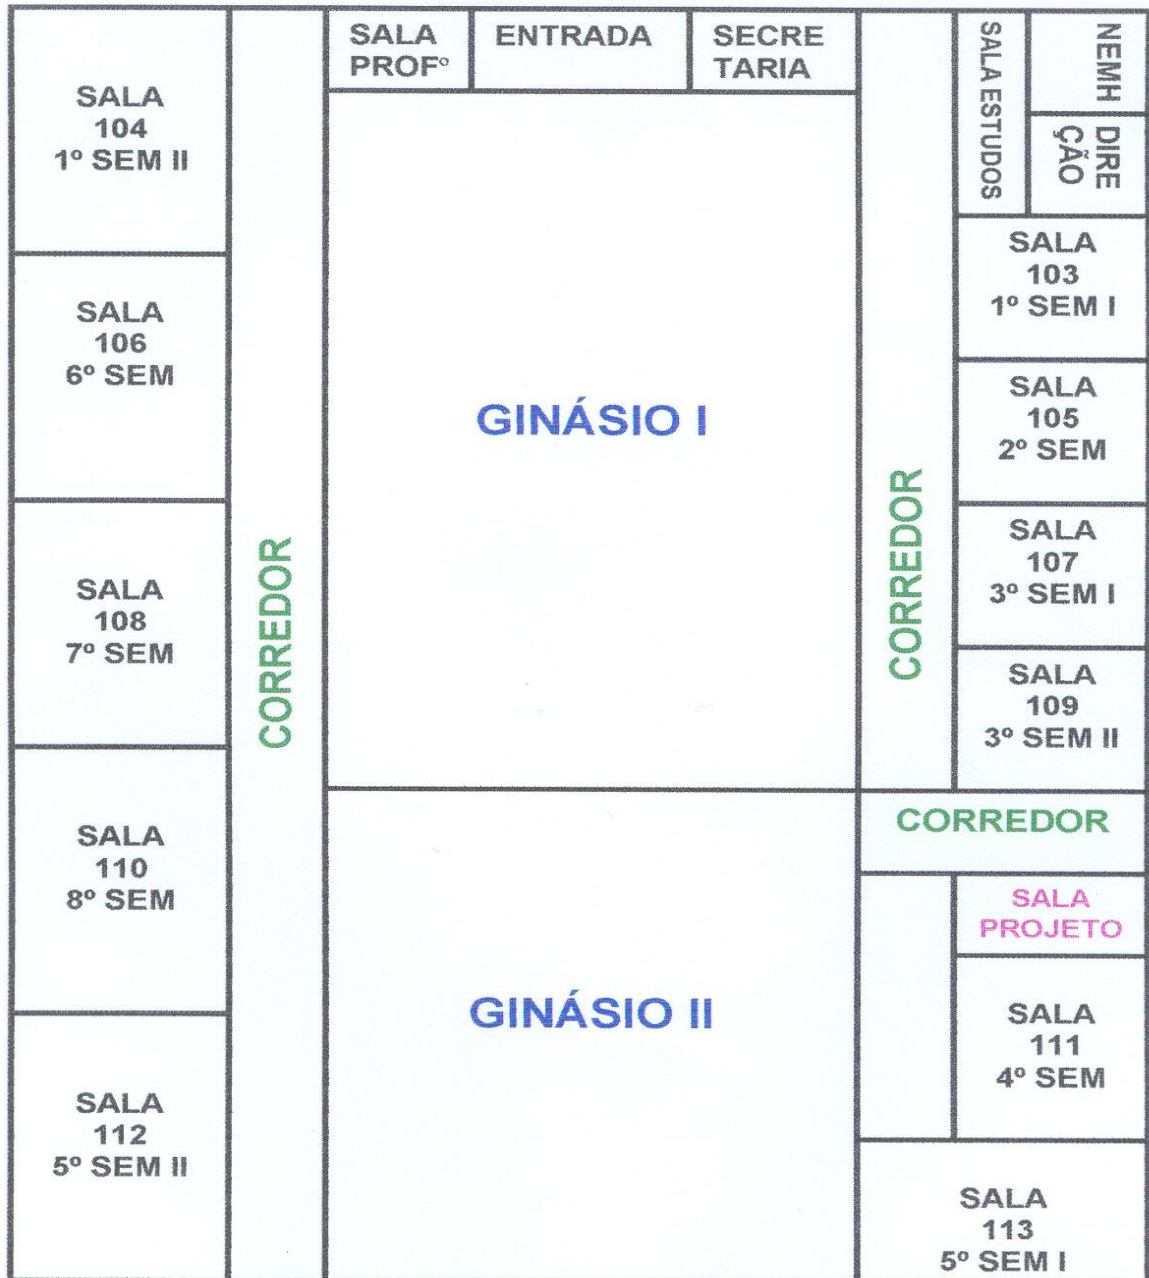 SALA
104
1º SEM II
SALA
106
6º SEM
SALA
108
7º SEM
SALA
110
8º SEM
SALA
112
5º SEM II
CORREDOR
SALA
PROFº
ENTRADA
SECRE
TARIA
GINÁSIO I
GINÁSIO II
CORREDOR
SALA ESTUDOS
NEMH
DIRE
ÇÃO
SALA
103
1º SEM I
SALA
105
2º SEM
SALA
107
3º SEM I
SALA
109
3º SEM II
CORREDOR
SALA
PROJETO
SALA
111
4º SEM
SALA
113
5º SEM I